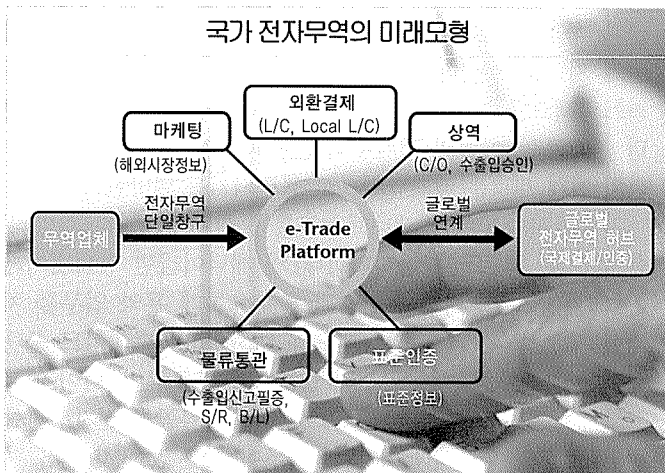 국가 전자무역의 미래모형
외환결제
(L/C, Local L/C)
마케팅
(해외시장정보)
상역
(C/O, 수출입승인)
무역업체
전자무역
단일창구
e-Trade
Platform
글로벌
연계
글로벌
전자무역 허브
(국제결제/인증)
물류통관
(수출입신고필증,
S/R, B/L)
표준인증
(표준정보)